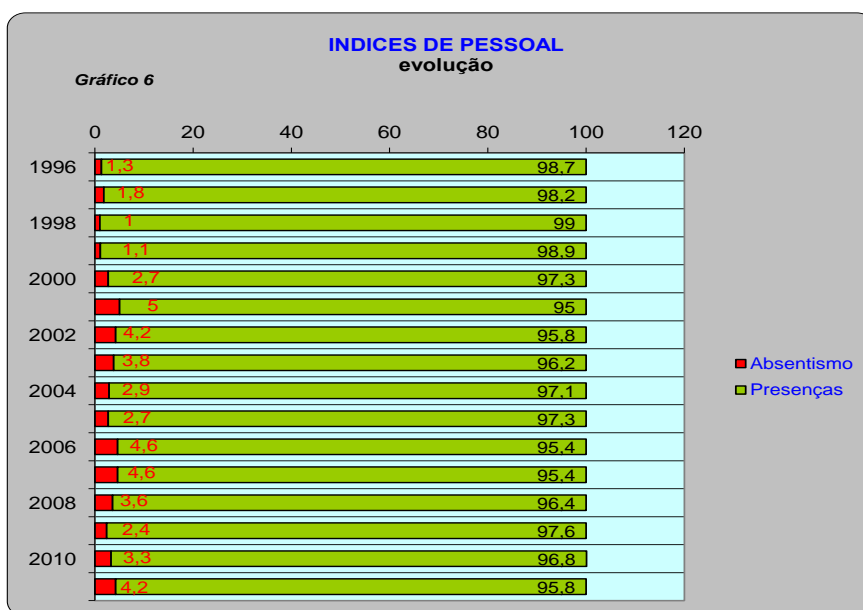 INDICES DE PESSOAL
evolução
Gráfico 6
0 20 40 60 80 100 120
1996 1,3 98,7
1,8 98,2
1998 1 99
1,1 98,9
2000 2,7 97,3
5 95
2002 4,2 95,8
3,8 96,2
2004 2,9 97,1
2,7 97,3
2006 4,6 95,4
4,6 95,4
2008 3,6 96,4
2,4 97,6
2010 3,3 96,8
4,2 95,8
Absentismo
Presenças